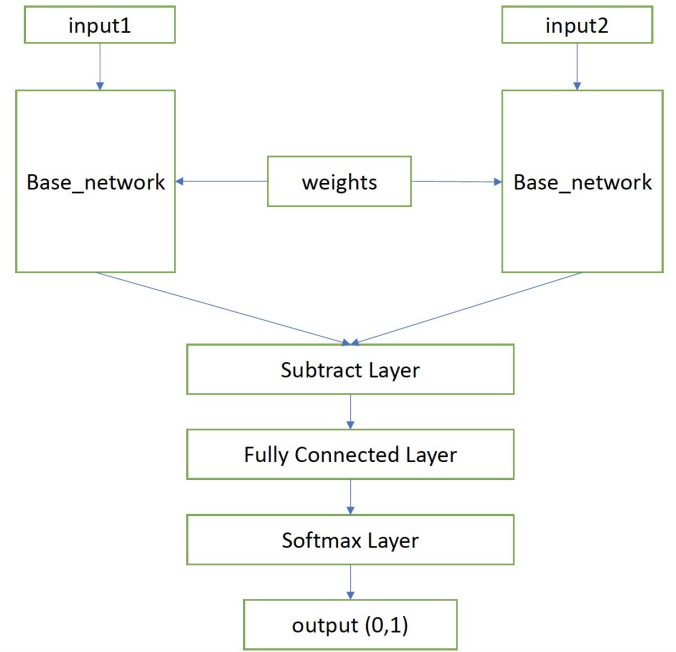 input1
input2
Base_network
weights
Base_network
Subtract Layer
Fully Connected Layer
Softmax Layer
output (0,1)